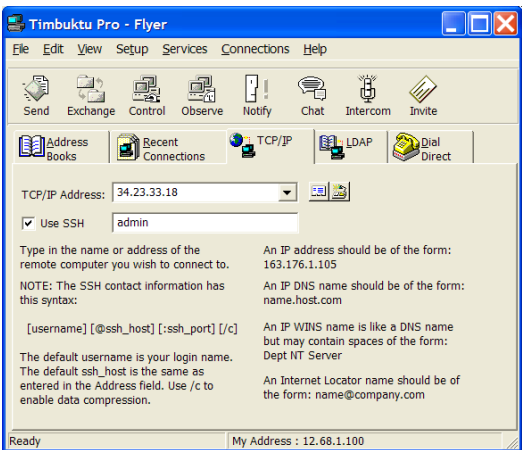 Timbuktu Pro - Flyer
File Edit View Setup Services Connections Help
Send Exchange Control Observe Notify Chat Intercom Invite
Address Books
Recent Connections
TCP/IP
LDAP
Dial Direct
TCP/IP Address: 34.23.33.18
Use SSH admin
Type in the name or address of the
remote computer you wish to connect to.
NOTE: The SSH contact information has
this syntax:
[username] [@ssh_host] [:ssh_port] [/c]
The default username is your login name.
The default ssh_host is the same as
entered in the Address field. Use /c to
enable data compression.
An IP address should be of the form:
163.176.1.105
An IP DNS name should be of the form:
name.host.com
An IP WINS name is like a DNS name
but may contain spaces of the form:
Dept NT Server
An Internet Locator name should be of
the form: name@company.com
Ready My Address : 12.68.1.100